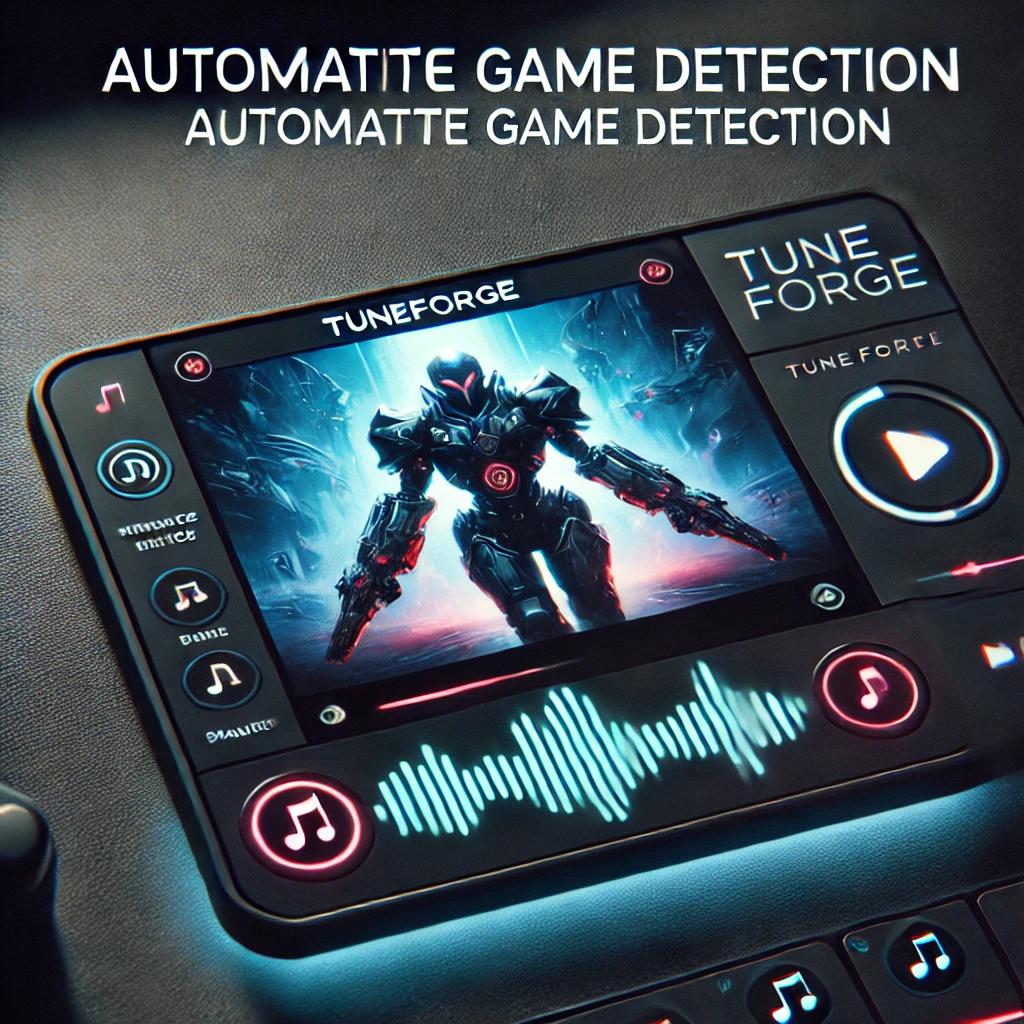 AUTOMATITE GAME DETECTION
AUTOMATTE GAME DETECTION
TUNEFORGE
TUNE
FORGE
TUNE FORCE